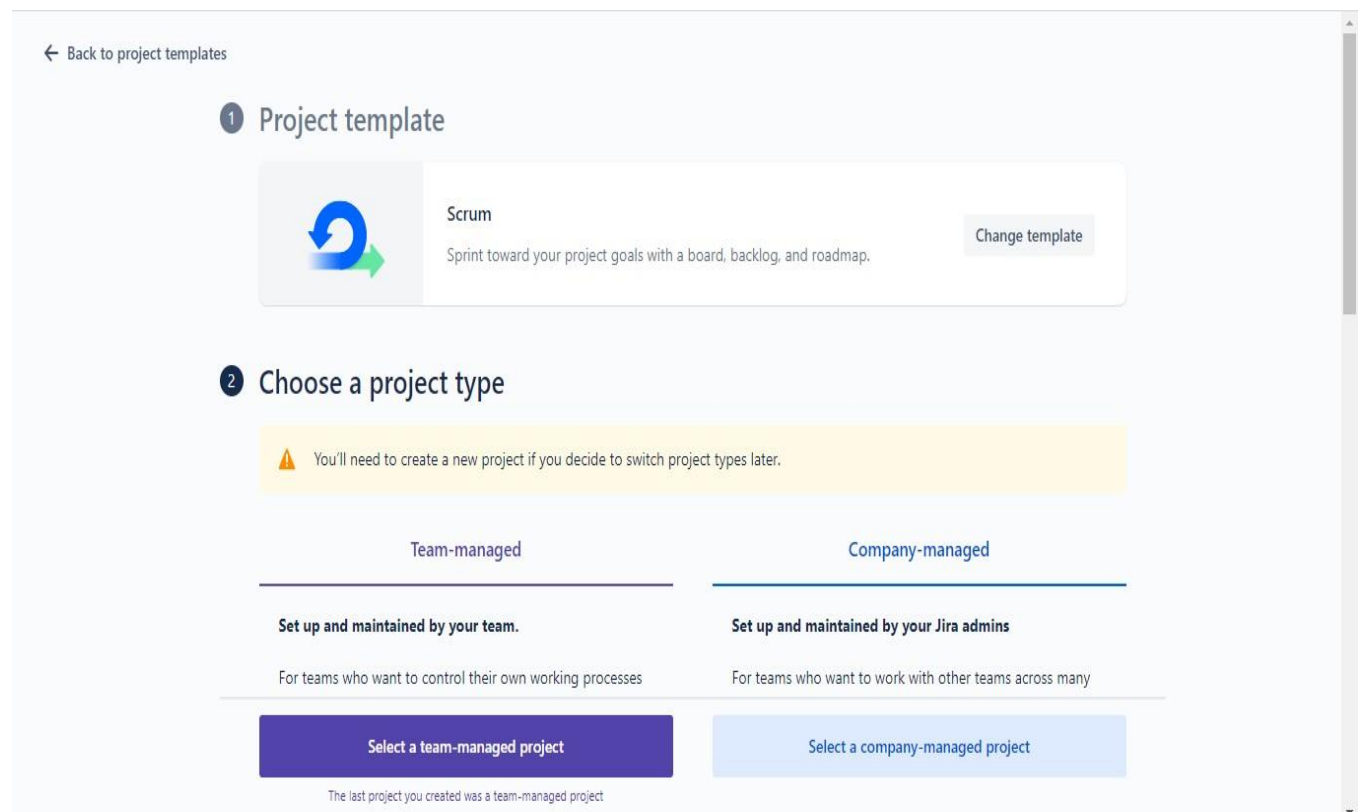 Back to project templates
1 Project template
Scrum
Sprint toward your project goals with a board, backlog, and roadmap.
Change template
2 Choose a project type
You'll need to create a new project if you decide to switch project types later.
Team-managed
Company-managed
Set up and maintained by your team.
Set up and maintained by your Jira admins
For teams who want to control their own working processes
For teams who want to work with other teams across many
Select a team-managed project
Select a company-managed project
The last project you created was a team-managed project